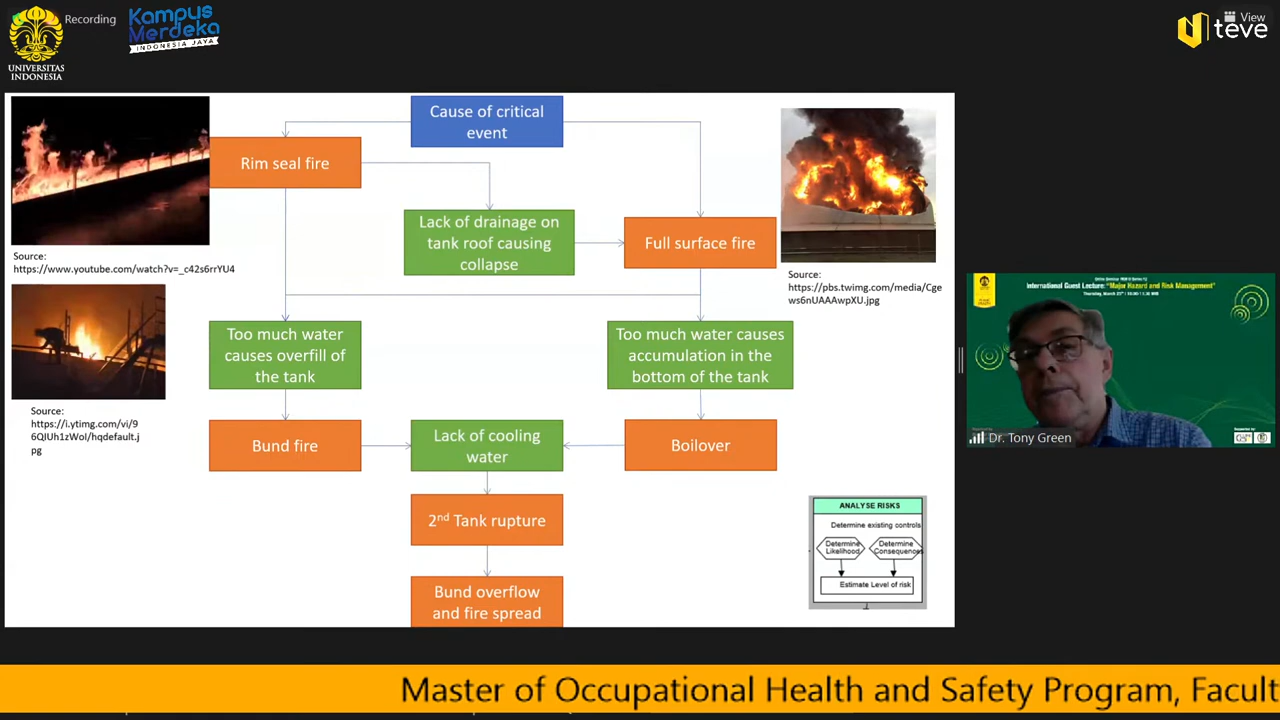 Recording
UNIVERSITAS
INDONESIA
Kampus
Merdeka
INDONESIA JAYA
View
teve
Cause of critical
event
Rim seal fire
Lack of drainage on
tank roof causing
collapse
Full surface fire
Source:
https://www.youtube.com/watch?v=_c42s6rrYU4
Source:
https://pbs.twimg.com/media/Cge
ws6nUAAAwpXU.jpg
Too much water
causes overfill of
the tank
Too much water causes
accumulation in the
bottom of the tank
Source:
https://i.ytimg.com/vi/9
6QIUh1zWoI/hqdefault.j
pg
Bund fire
Lack of cooling
water
Boilover
2nd Tank rupture
Bund overflow
and fire spread
ANALYSE RISKS
Determine existing controls
Determine
Likelihood
Determine
Consequences
Estimate Level of risk
International Guest Lecture: "Major Hazard and Risk Management"
Dr. Tony Green
Master of Occupational Health and Safety Program, Facult